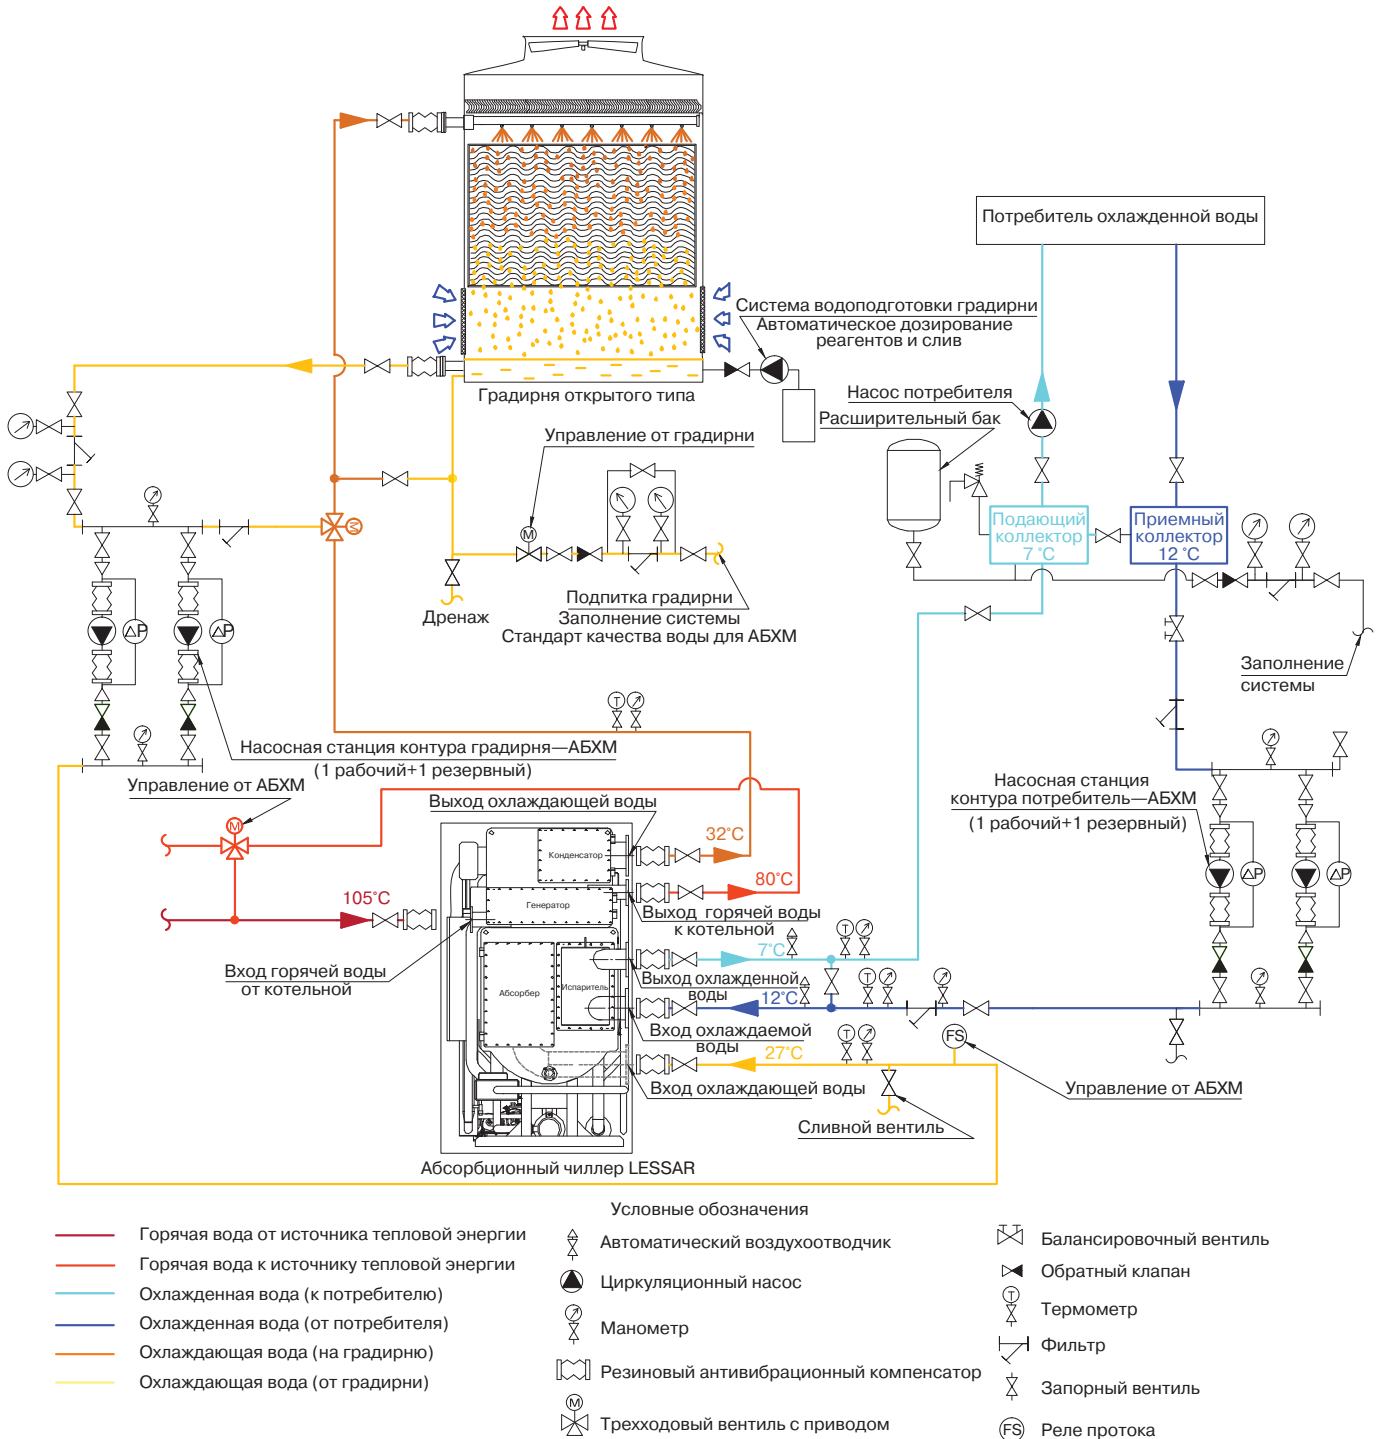 Потребитель охлажденной воды
Система водоподготовки градирни
Автоматическое дозирование
реагентов и слив
Градирня открытого типа
Насос потребителя
Расширительный бак
Управление от градирни
M
M
Подающий
коллектор
7 °C
Приемный
коллектор
12 °C
Подпитка градирни
Заполнение системы
Стандарт качества воды для АБХМ
Дренаж
ΔP
ΔP
Заполнение
системы
T
Насосная станция контура градирня—АБХМ
(1 рабочий+1 резервный)
Управление от АБХМ
Насосная станция
контура потребитель—АБХМ
(1 рабочий+1 резервный)
Выход охлаждающей воды
M
32°C
Конденсатор
80°C
ΔP
ΔP
105°C
Генератор
Выход горячей воды
к котельной
Вход горячей воды
от котельной
7°C
T
Выход охлажденной
воды
Абсорбер
Испаритель
12°C
T
Вход охлаждаемой
воды
27°C
T
FS
Вход охлаждающей воды
Управление от АБХМ
Сливной вентиль
Абсорбционный чиллер LESSAR
Условные обозначения
Горячая вода от источника тепловой энергии
Горячая вода к источнику тепловой энергии
Охлажденная вода (к потребителю)
Охлажденная вода (от потребителя)
Охлаждающая вода (на градирню)
Охлаждающая вода (от градирни)
Автоматический воздухоотводчик
Циркуляционный насос
Манометр
Резиновый антивибрационный компенсатор
M
Трехходовый вентиль с приводом
Балансировочный вентиль
Обратный клапан
T
Термометр
Фильтр
Запорный вентиль
FS
Реле протока